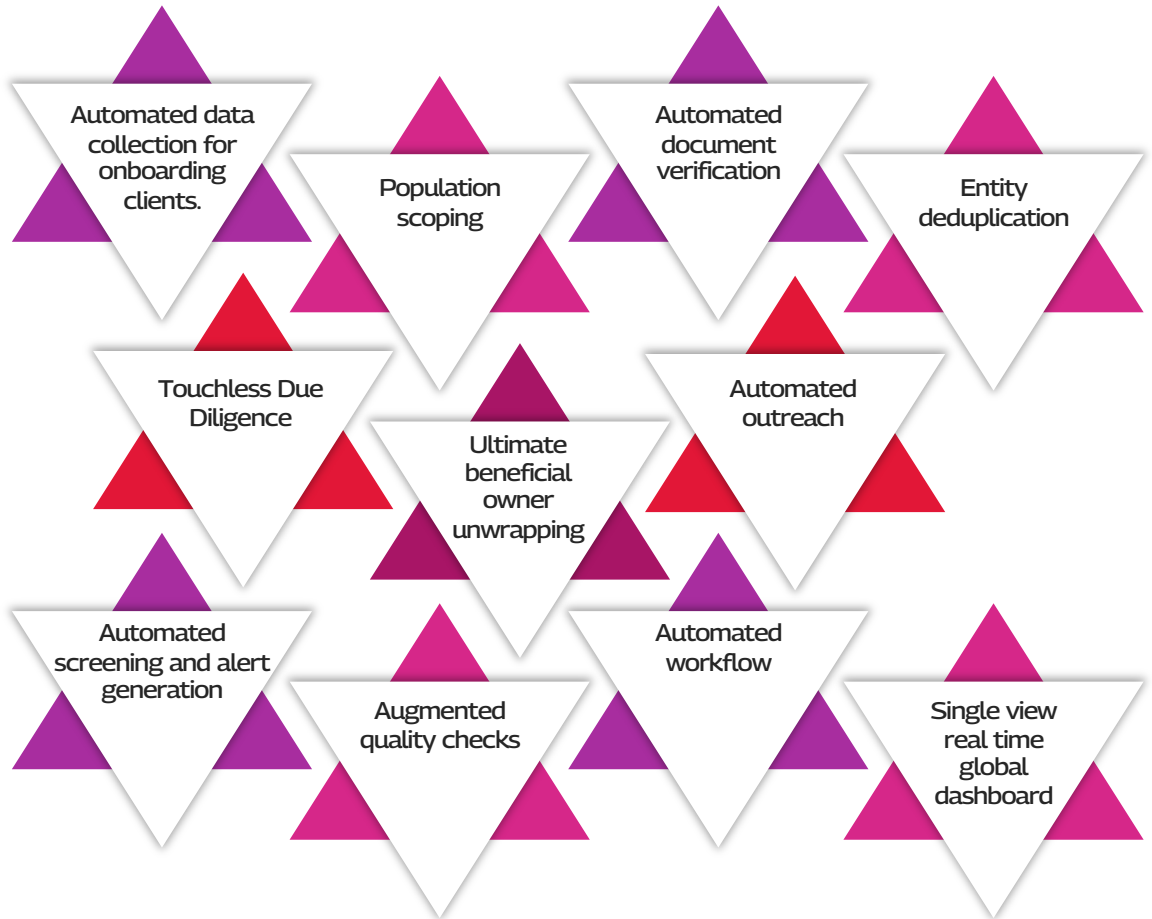 Automated data
collection for
onboarding
clients.
Population
scoping
Automated
document
verification
Entity
deduplication
Touchless Due
Diligence
Ultimate
beneficial
owner
unwrapping
Automated
outreach
Automated
screening and alert
generation
Augmented
quality checks
Automated
workflow
Single view
real time
global
dashboard